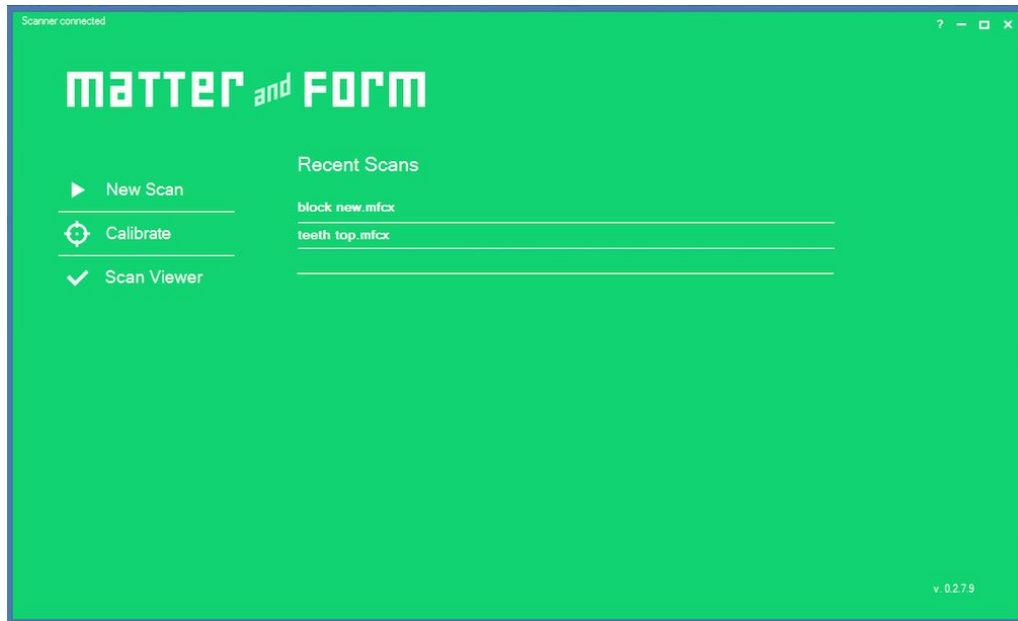 Scanner connected
? 
matter and form
Recent Scans
New Scan
block new.mfcx
Calibrate
teeth top.mfcx
Scan Viewer
v. 0.2.7.9